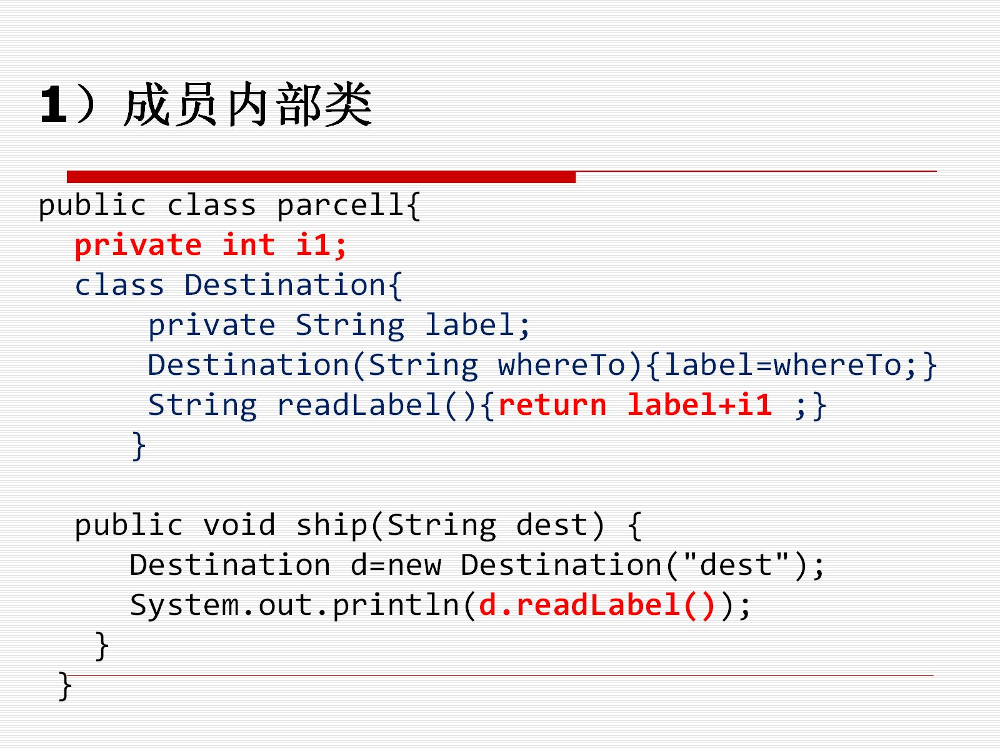 1）成员内部类
public class parcell{
private int i1;
class Destination{
private String label;
Destination(String whereTo){label=whereTo;}
String readLabel(){return label+i1 ;}
}
public void ship(String dest) {
Destination d=new Destination("dest");
System.out.println(d.readLabel());
}
}